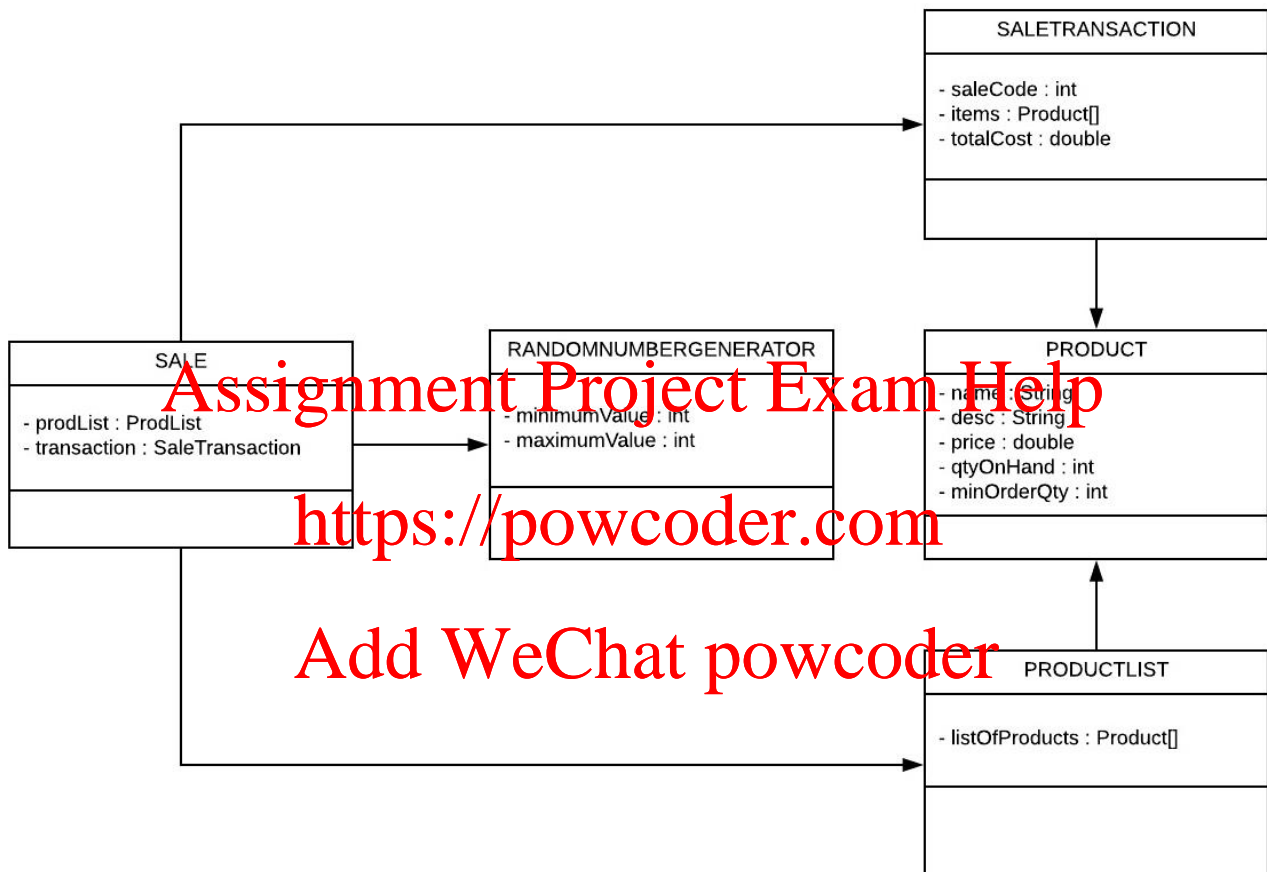 SALETRANSACTION
- saleCode : int
- items : Product[]
- totalCost : double
SALE
- prodList : ProdList
- transaction : SaleTransaction
RANDOMNUMBERGENERATOR
- minimumValue : int
- maximumValue : int
PRODUCT
- name : String
- desc : String
- price : double
- qtyOnHand : int
- minOrderQty : int
PRODUCTLIST
- listOfProducts : Product[]
Assignment Project Exam Help
https://powcoder.com
Add WeChat powcoder